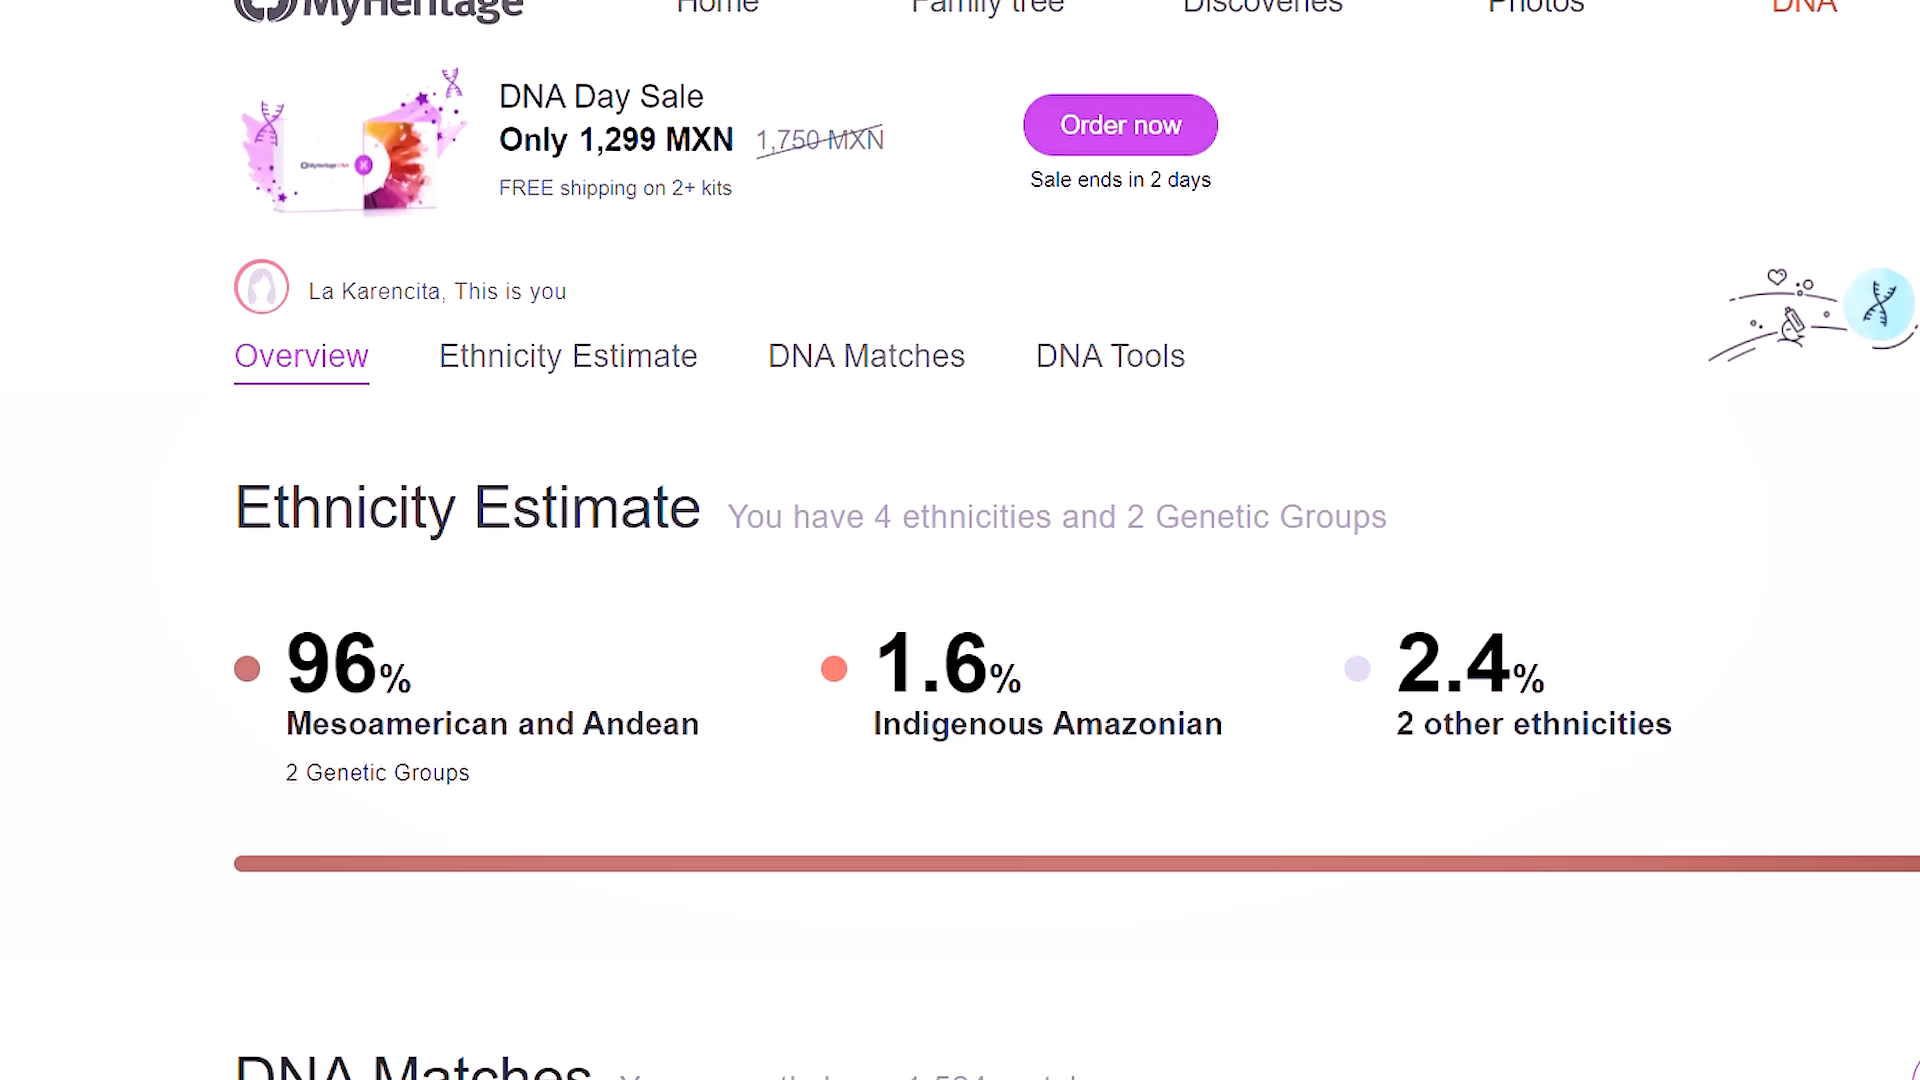 MyHeritage Home Family tree Discoveries Photos DNA
DNA Day Sale
Only 1,299 MXN 1,750 MXN
FREE shipping on 2+ kits
Order now
Sale ends in 2 days
MyHeritage DNA
La Karencita, This is you
Overview Ethnicity Estimate DNA Matches DNA Tools
Ethnicity Estimate You have 4 ethnicities and 2 Genetic Groups
96% 1.6% 2.4%
Mesoamerican and Andean Indigenous Amazonian 2 other ethnicities
2 Genetic Groups
DNA Matches